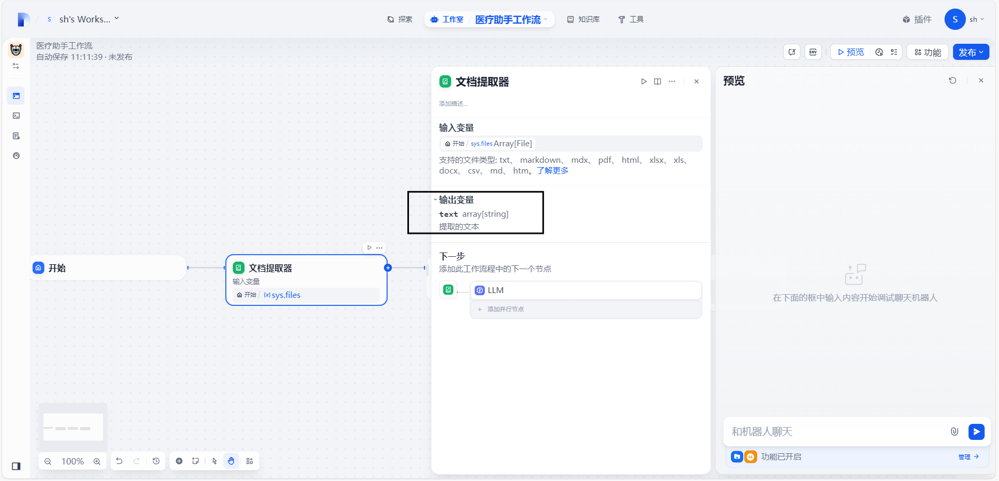 S sh's Works...
探索
工作室
医疗助手工作流
知识库
工具
插件
S sh
医疗助手工作流
自动保存 11:11:39 · 未发布
ENV
预览
功能
发布
开始
文档提取器
输入变量
开始 / {x} sys.files
100%
文档提取器
添加描述...
输入变量
开始 / sys.files Array[File]
支持的文件类型: txt、 markdown、 mdx、 pdf、 html、 xlsx、 xls、
docx、 csv、 md、 htm。了解更多
输出变量
text array[string]
提取的文本
下一步
添加此工作流程中的下一个节点
LLM
+ 添加并行节点
预览
在下面的框中输入内容开始调试聊天机器人
和机器人聊天
功能已开启
管理 →